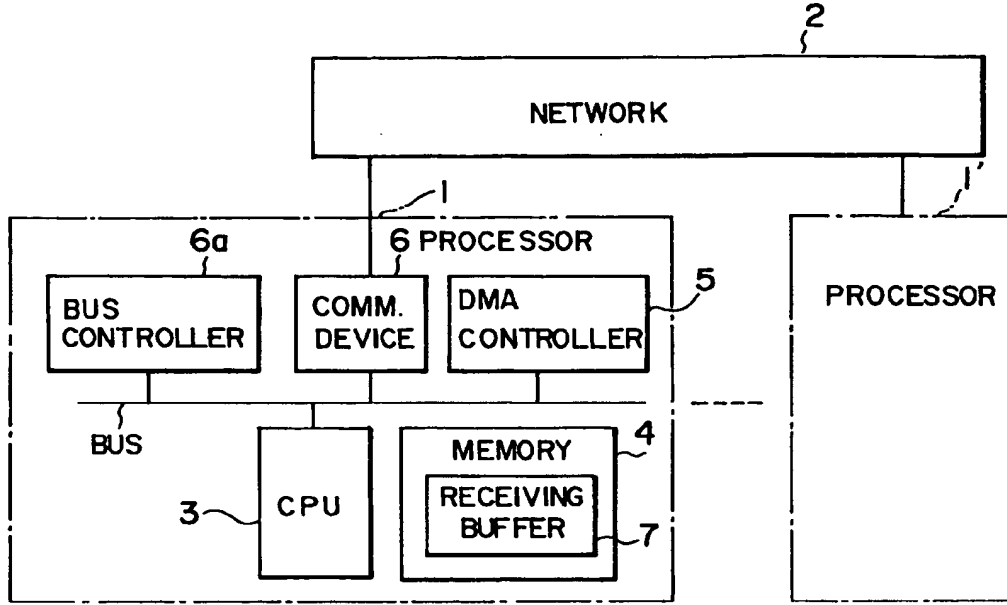 2
NETWORK
1
1'
6a
6 PROCESSOR
BUS
CONTROLLER
COMM.
DEVICE
DMA
CONTROLLER
5
PROCESSOR
BUS
3
CPU
MEMORY
4
RECEIVING
BUFFER
7